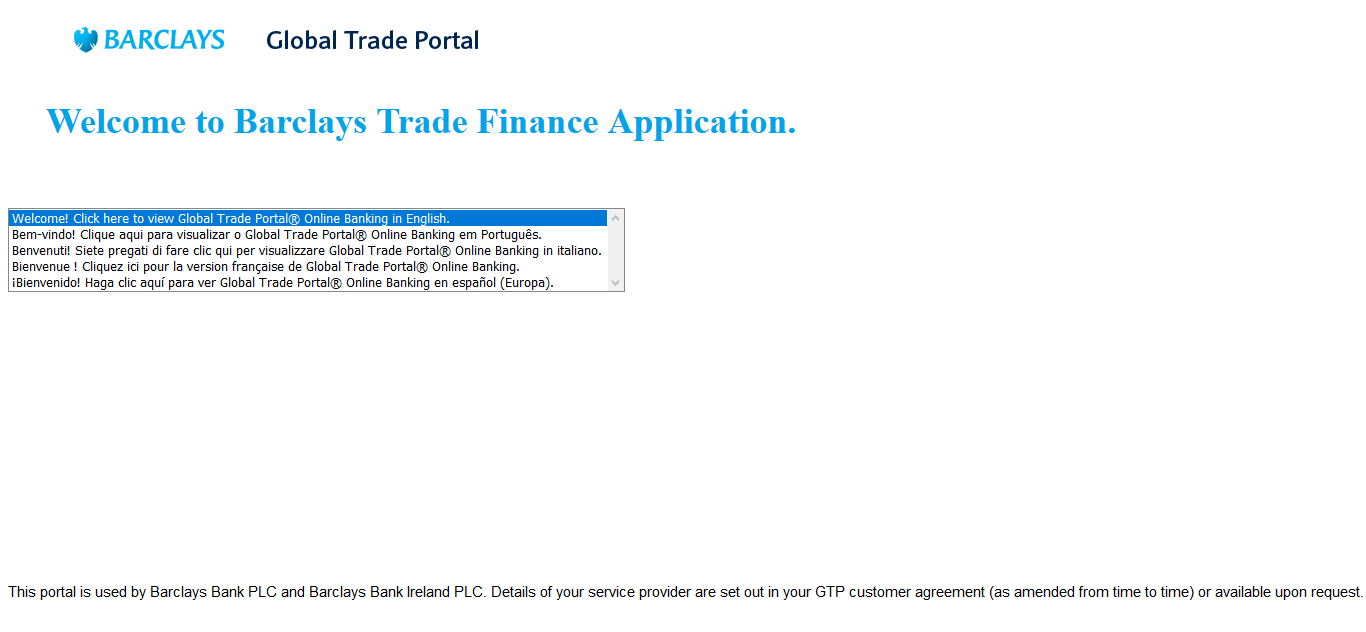 BARCLAYS Global Trade Portal
Welcome to Barclays Trade Finance Application.
Welcome! Click here to view Global Trade Portal® Online Banking in English.
Bem-vindo! Clique aqui para visualizar o Global Trade Portal® Online Banking em Português.
Benvenuti! Siete pregati di fare clic qui per visualizzare Global Trade Portal® Online Banking in italiano.
Bienvenue ! Cliquez ici pour la version française de Global Trade Portal® Online Banking.
¡Bienvenido! Haga clic aquí para ver Global Trade Portal® Online Banking en español (Europa).
This portal is used by Barclays Bank PLC and Barclays Bank Ireland PLC. Details of your service provider are set out in your GTP customer agreement (as amended from time to time) or available upon request.